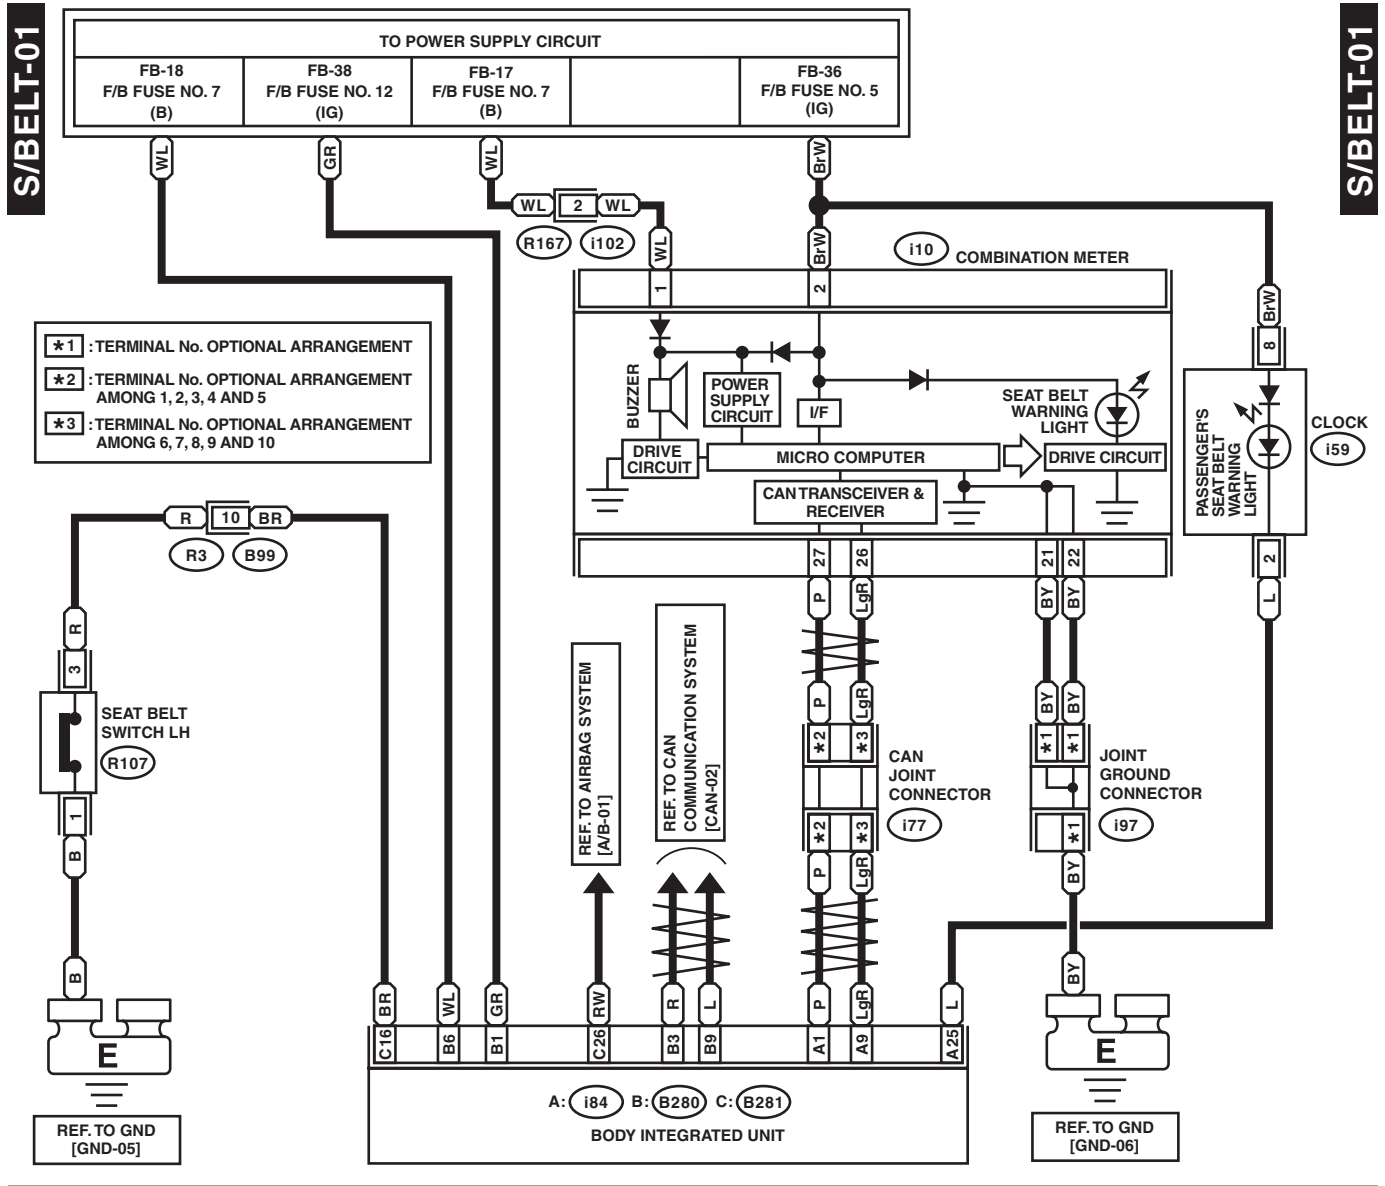 S/BELT-01
S/BELT-01
TO POWER SUPPLY CIRCUIT
FB-18
F/B FUSE NO. 7
(B)
FB-38
F/B FUSE NO. 12
(IG)
FB-17
F/B FUSE NO. 7
(B)
FB-36
F/B FUSE NO. 5
(IG)
WL
GR
WL
BrW
WL
2
WL
R167
i102
WL
BrW
i10
COMBINATION METER
BrW
1
2
8
*1 : TERMINAL No. OPTIONAL ARRANGEMENT
*2 : TERMINAL No. OPTIONAL ARRANGEMENT
AMONG 1, 2, 3, 4 AND 5
*3 : TERMINAL No. OPTIONAL ARRANGEMENT
AMONG 6, 7, 8, 9 AND 10
BUZZER
POWER
SUPPLY
CIRCUIT
I/F
SEAT BELT
WARNING
LIGHT
DRIVE
CIRCUIT
MICRO COMPUTER
DRIVE CIRCUIT
CAN TRANSCEIVER &
RECEIVER
PASSENGER'S
SEAT BELT
WARNING
LIGHT
CLOCK
i59
R
10
BR
R3
B99
27
26
21
22
2
P
LgR
BY
BY
L
R
3
SEAT BELT
SWITCH LH
R107
1
B
B
REF. TO AIRBAG SYSTEM
[A/B-01]
REF. TO CAN
COMMUNICATION SYSTEM
[CAN-02]
P
LgR
BY
BY
*2
*3
*1
*1
CAN
JOINT
CONNECTOR
i77
JOINT
GROUND
CONNECTOR
i97
*2
*3
*1
P
LgR
BY
BY
BR
WL
GR
RW
R
L
P
LgR
L
C16
B6
B1
C26
B3
B9
A1
A9
A25
E
E
A: i84 B: B280 C: B281
BODY INTEGRATED UNIT
REF. TO GND
[GND-05]
REF. TO GND
[GND-06]